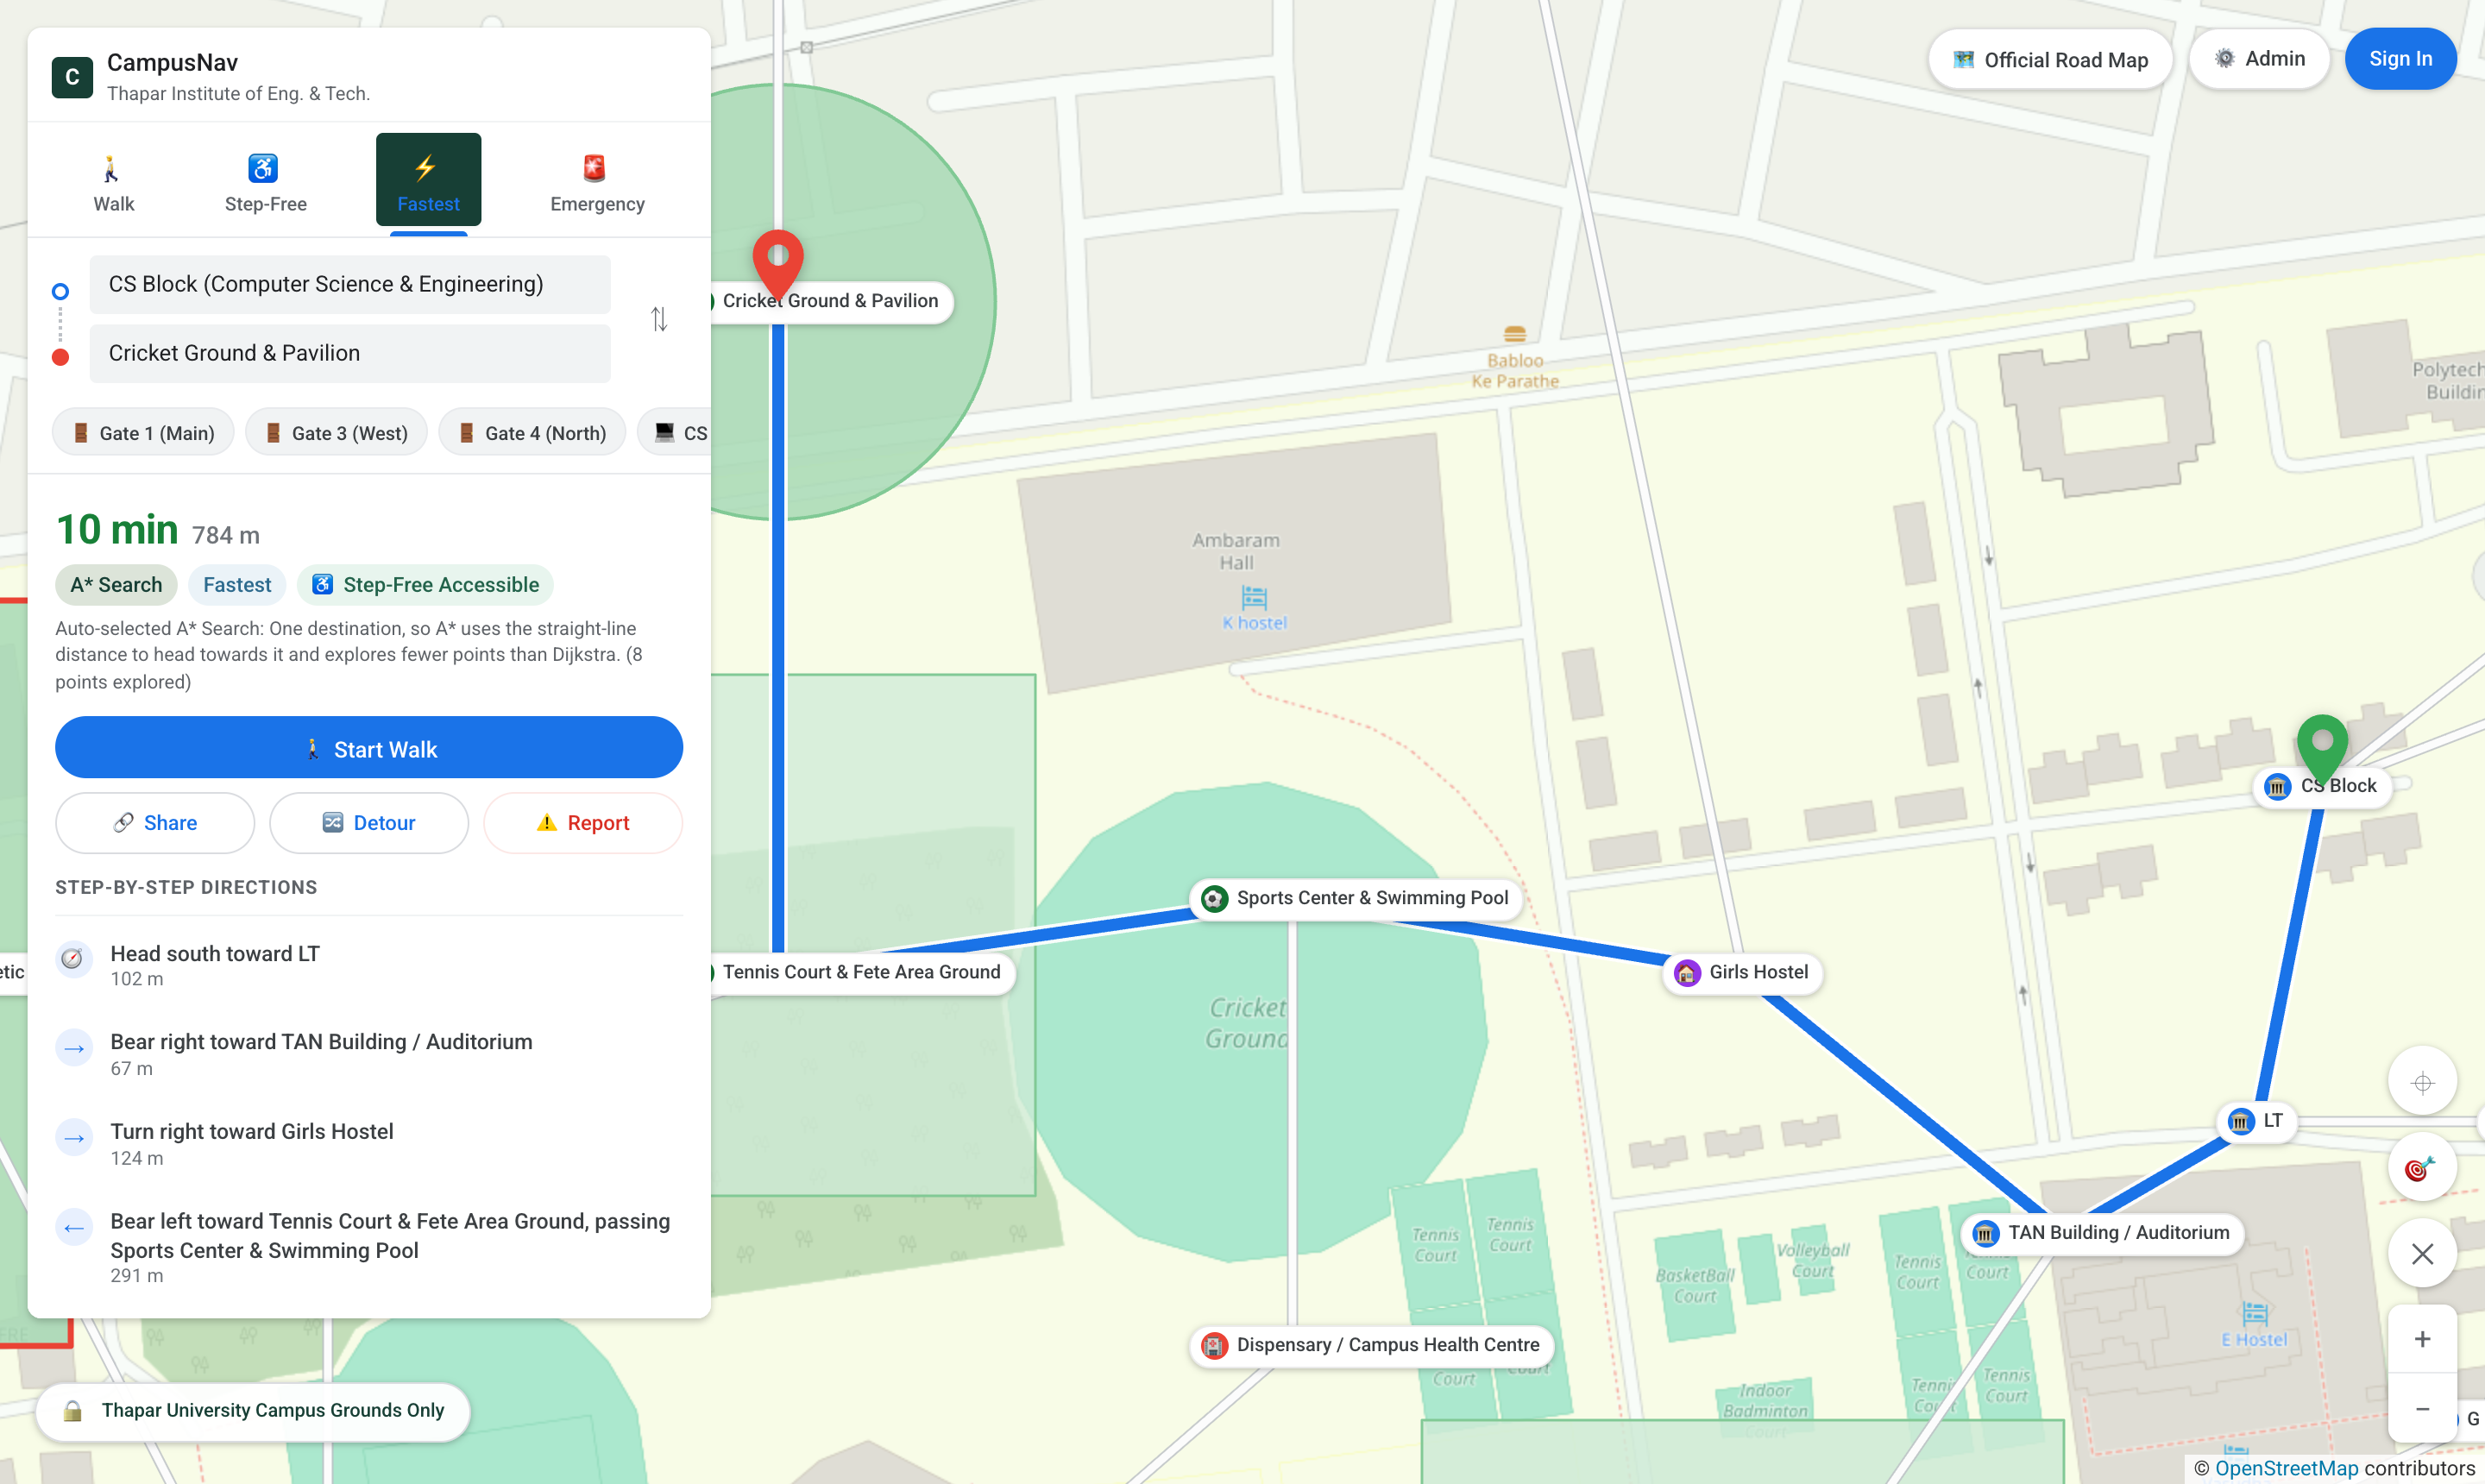 C
CampusNav
Thapar Institute of Eng. & Tech.
Walk
Step-Free
Fastest
Emergency
CS Block (Computer Science & Engineering)
Cricket Ground & Pavilion
Gate 1 (Main)
Gate 3 (West)
Gate 4 (North)
CS
10 min 784 m
A* Search
Fastest
Step-Free Accessible
Auto-selected A* Search: One destination, so A* uses the straight-line
distance to head towards it and explores fewer points than Dijkstra. (8
points explored)
Start Walk
Share
Detour
Report
STEP-BY-STEP DIRECTIONS
Head south toward LT
102 m
Bear right toward TAN Building / Auditorium
67 m
Turn right toward Girls Hostel
124 m
Bear left toward Tennis Court & Fete Area Ground, passing
Sports Center & Swimming Pool
291 m
Thapar University Campus Grounds Only
Official Road Map
Admin
Sign In
Cricket Ground & Pavilion
Babloo
Ke Parathe
Ambaram
Hall
K hostel
CS Block
Sports Center & Swimming Pool
Tennis Court & Fete Area Ground
Girls Hostel
Cricket
Ground
LT
TAN Building / Auditorium
Tennis
Court
Tennis
Court
BasketBall
Court
Volleyball
Court
Tennis
Court
Court
E Hostel
Dispensary / Campus Health Centre
Court
Indoor
Badminton
Court
Tennis
Court
+
−
G
© OpenStreetMap contributors